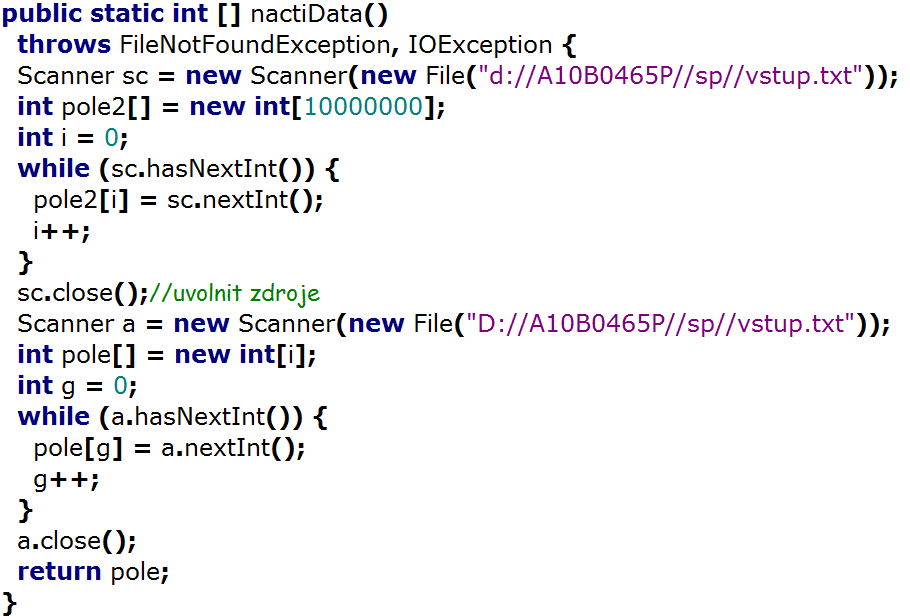 public static int [] nactiData()
throws FileNotFoundException, IOException {
Scanner sc = new Scanner(new File("d://A10B0465P//sp//vstup.txt"));
int pole2[] = new int[10000000];
int i = 0;
while (sc.hasNextInt()) {
pole2[i] = sc.nextInt();
i++;
}
sc.close();//uvolnit zdroje
Scanner a = new Scanner(new File("D://A10B0465P//sp//vstup.txt"));
int pole[] = new int[i];
int g = 0;
while (a.hasNextInt()) {
pole[g] = a.nextInt();
g++;
}
a.close();
return pole;
}